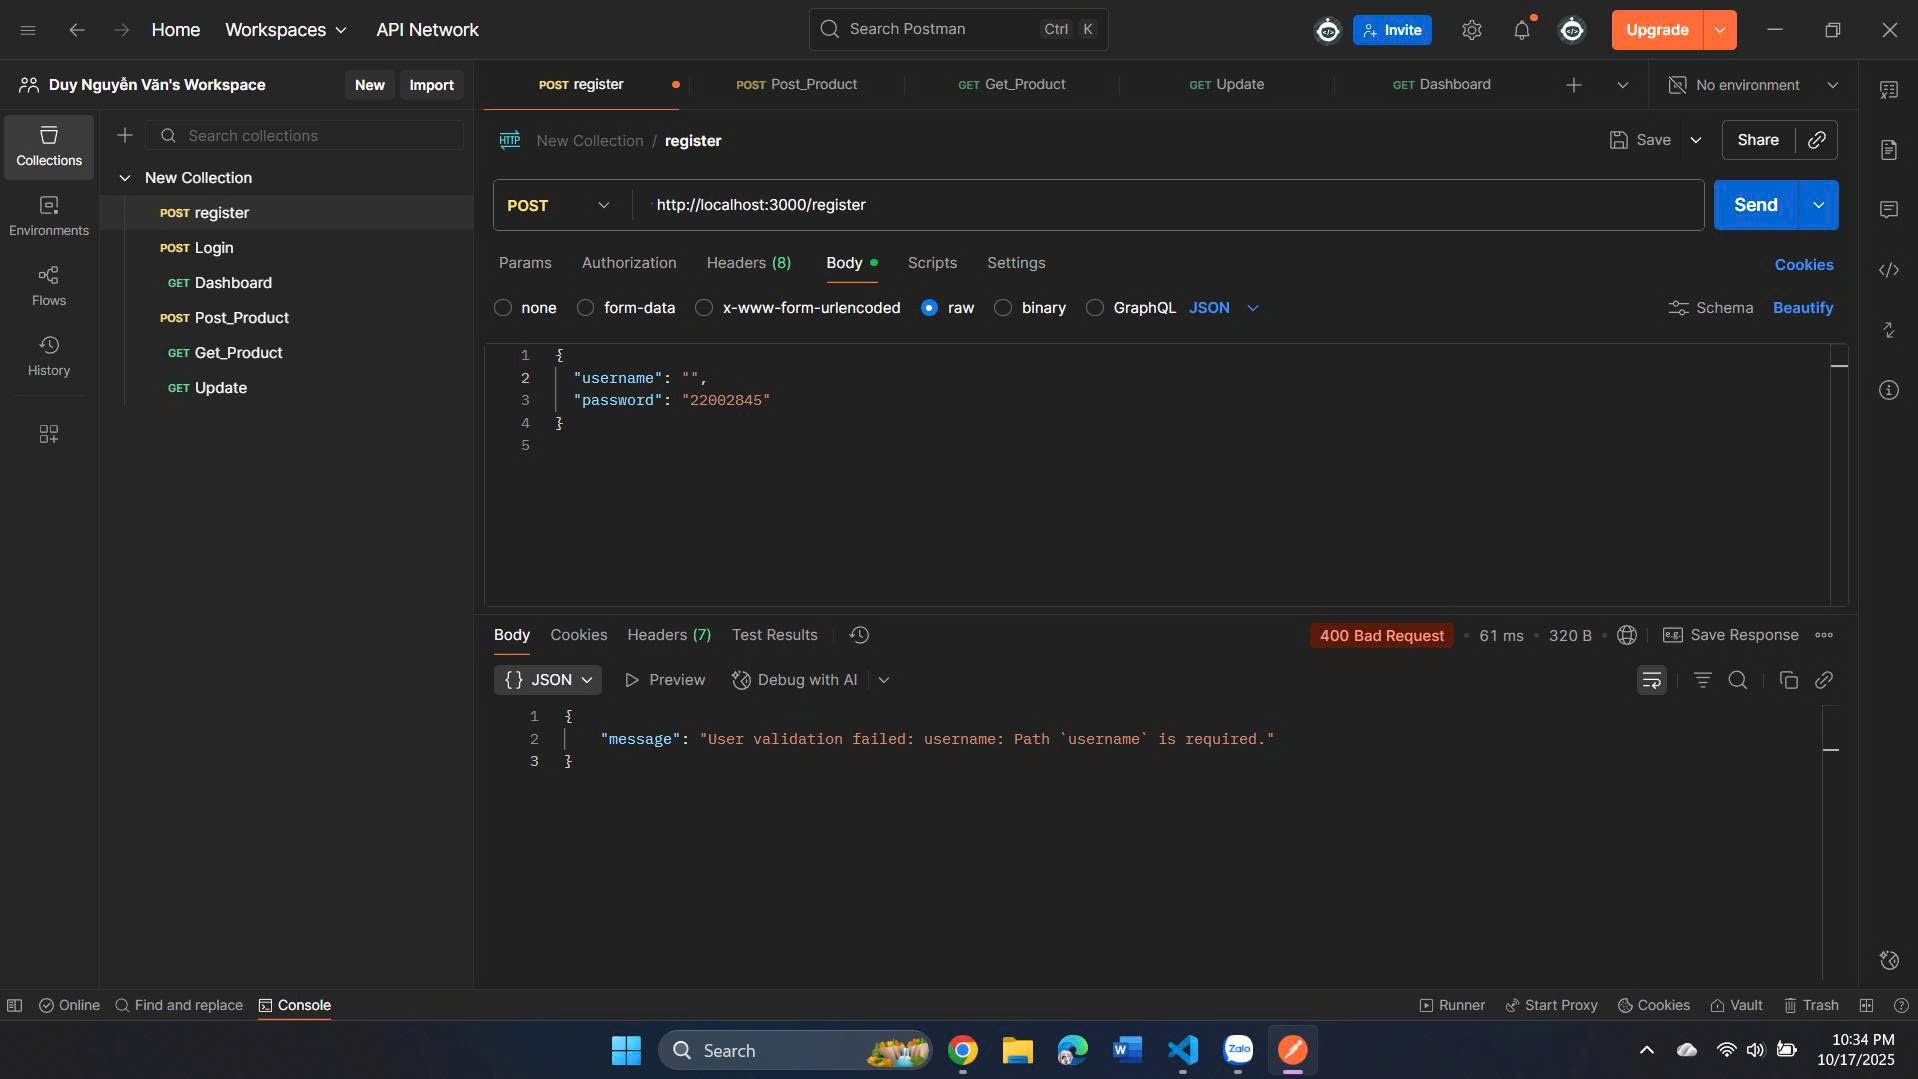 Home
Workspaces
API Network
Search Postman
Ctrl K
Invite
Upgrade
Duy Nguyễn Văn's Workspace
New
Import
POST register
POST Post_Product
GET Get_Product
GET Update
GET Dashboard
No environment
Collections
Environments
Flows
History
Search collections
New Collection
POST register
POST Login
GET Dashboard
POST Post_Product
GET Get_Product
GET Update
HTTP
New Collection / register
Save
Share
POST
http://localhost:3000/register
Send
Params
Authorization
Headers (8)
Body
Scripts
Settings
Cookies
none
form-data
x-www-form-urlencoded
raw
binary
GraphQL
JSON
Schema
Beautify
1 {
2 "username": "",
3 "password": "22002845"
4 }
5
Body
Cookies
Headers (7)
Test Results
400 Bad Request
61 ms
320 B
e.g.
Save Response
{} JSON
Preview
Debug with AI
1 {
2 "message": "User validation failed: username: Path `username` is required."
3 }
Online
Find and replace
Console
Runner
Start Proxy
Cookies
Vault
Trash
Search
Zalo
10:34 PM
10/17/2025